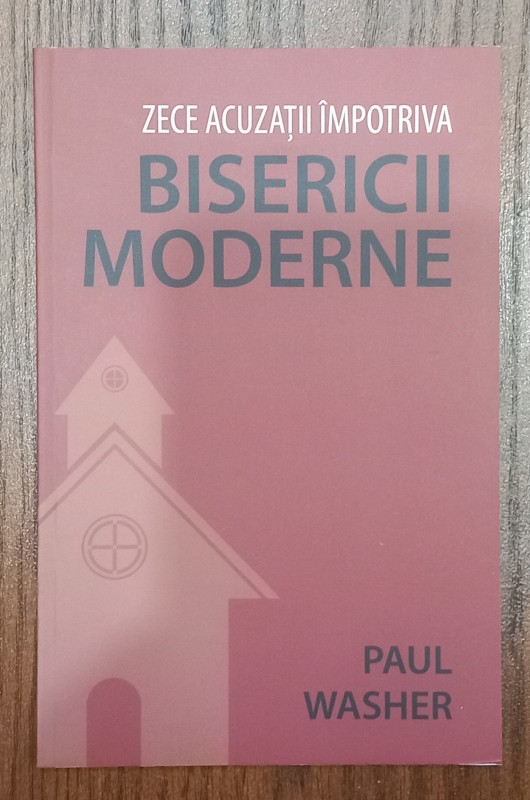 ZECE ACUZAȚII ÎMPOTRIVA
BISERICII
MODERNE
PAUL
WASHER